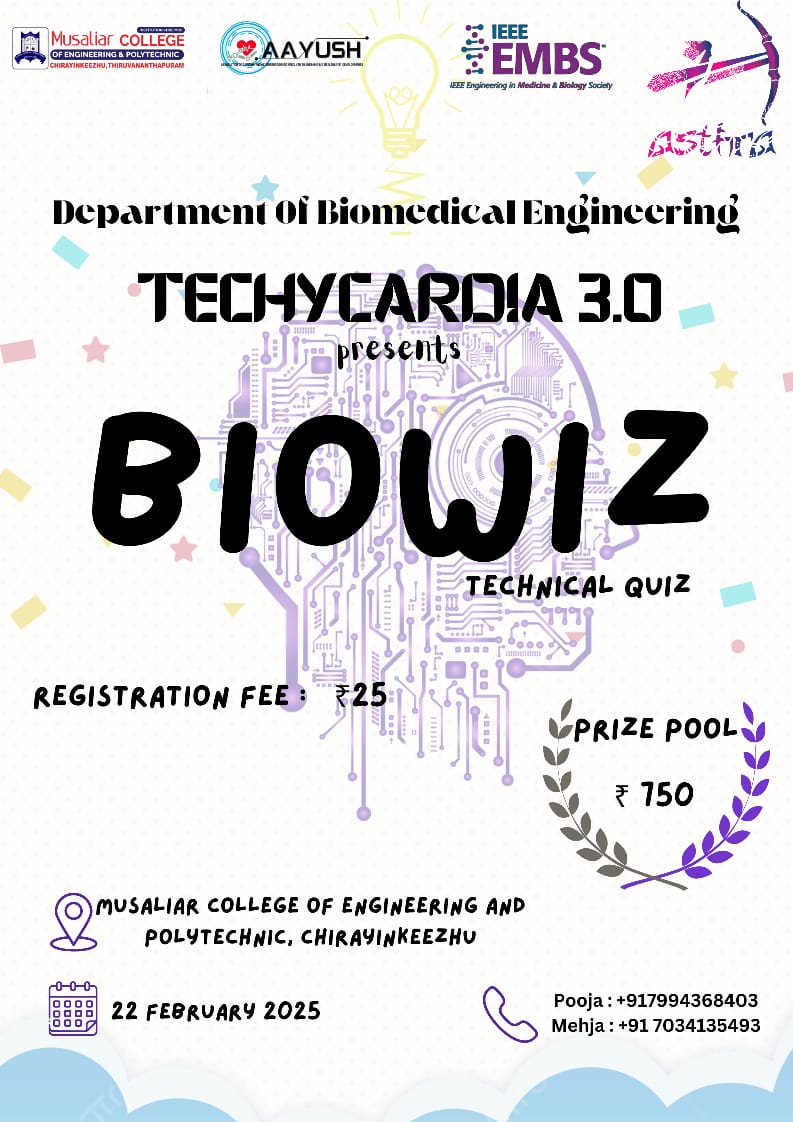 Musaliar COLLEGE
OF ENGINEERING & POLYTECHNIC
CHIRAYINKEEZHU, THIRUVANANTHAPURAM
AAYUSH
IEEE
EMBS
IEEE Engineering in Medicine & Biology Society
asthra
Department Of Biomedical Engineering
TECHYCARDIA 3.0
presents
BIOWIZ
TECHNICAL QUIZ
REGISTRATION FEE : ₹25
PRIZE POOL
₹ 750
MUSALIAR COLLEGE OF ENGINEERING AND
POLYTECHNIC, CHIRAYINKEEZHU
22 FEBRUARY 2025
Pooja : +917994368403
Mehja : +91 7034135493